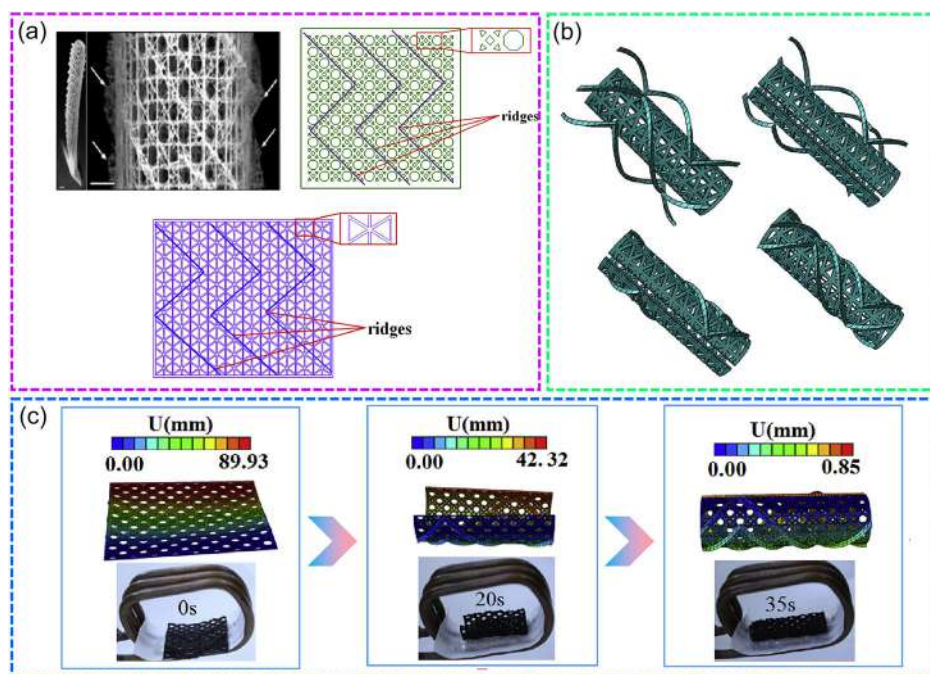 (a)
ridges
ridges
(b)
(c)
U(mm)
0.00 89.93
0s
U(mm)
0.00 42.32
20s
U(mm)
0.00 0.85
35s